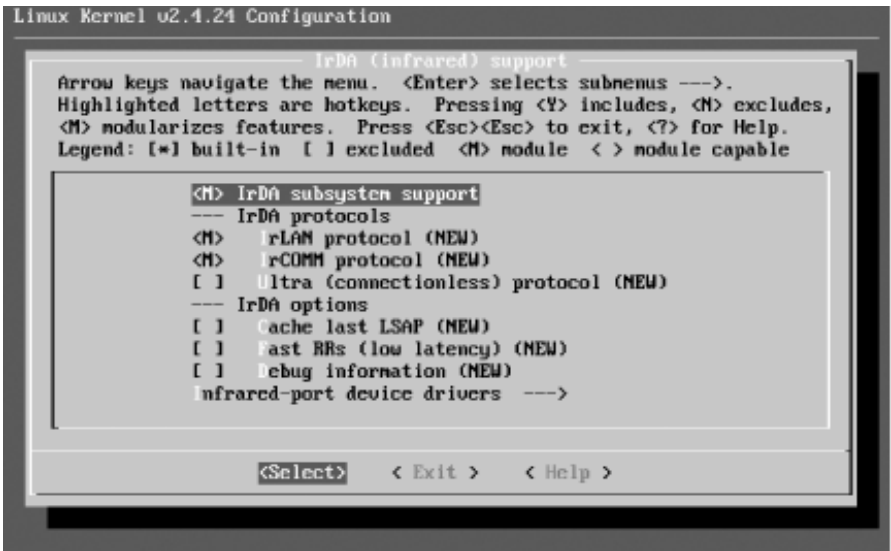 Linux Kernel v2.4.24 Configuration
IrDA (infrared) support
Arrow keys navigate the menu. <Enter> selects submenus --->.
Highlighted letters are hotkeys. Pressing <Y> includes, <N> excludes,
<M> modularizes features. Press <Esc><Esc> to exit, <?> for Help.
Legend: [*] built-in [ ] excluded <M> module < > module capable
<M> IrDA subsystem support
--- IrDA protocols
<M> IrLAN protocol (NEW)
<M> IrCOMM protocol (NEW)
[ ] Ultra (connectionless) protocol (NEW)
--- IrDA options
[ ] Cache last LSAP (NEW)
[ ] Fast RRs (low latency) (NEW)
[ ] Debug information (NEW)
Infrared-port device drivers --->
<Select> < Exit > < Help >